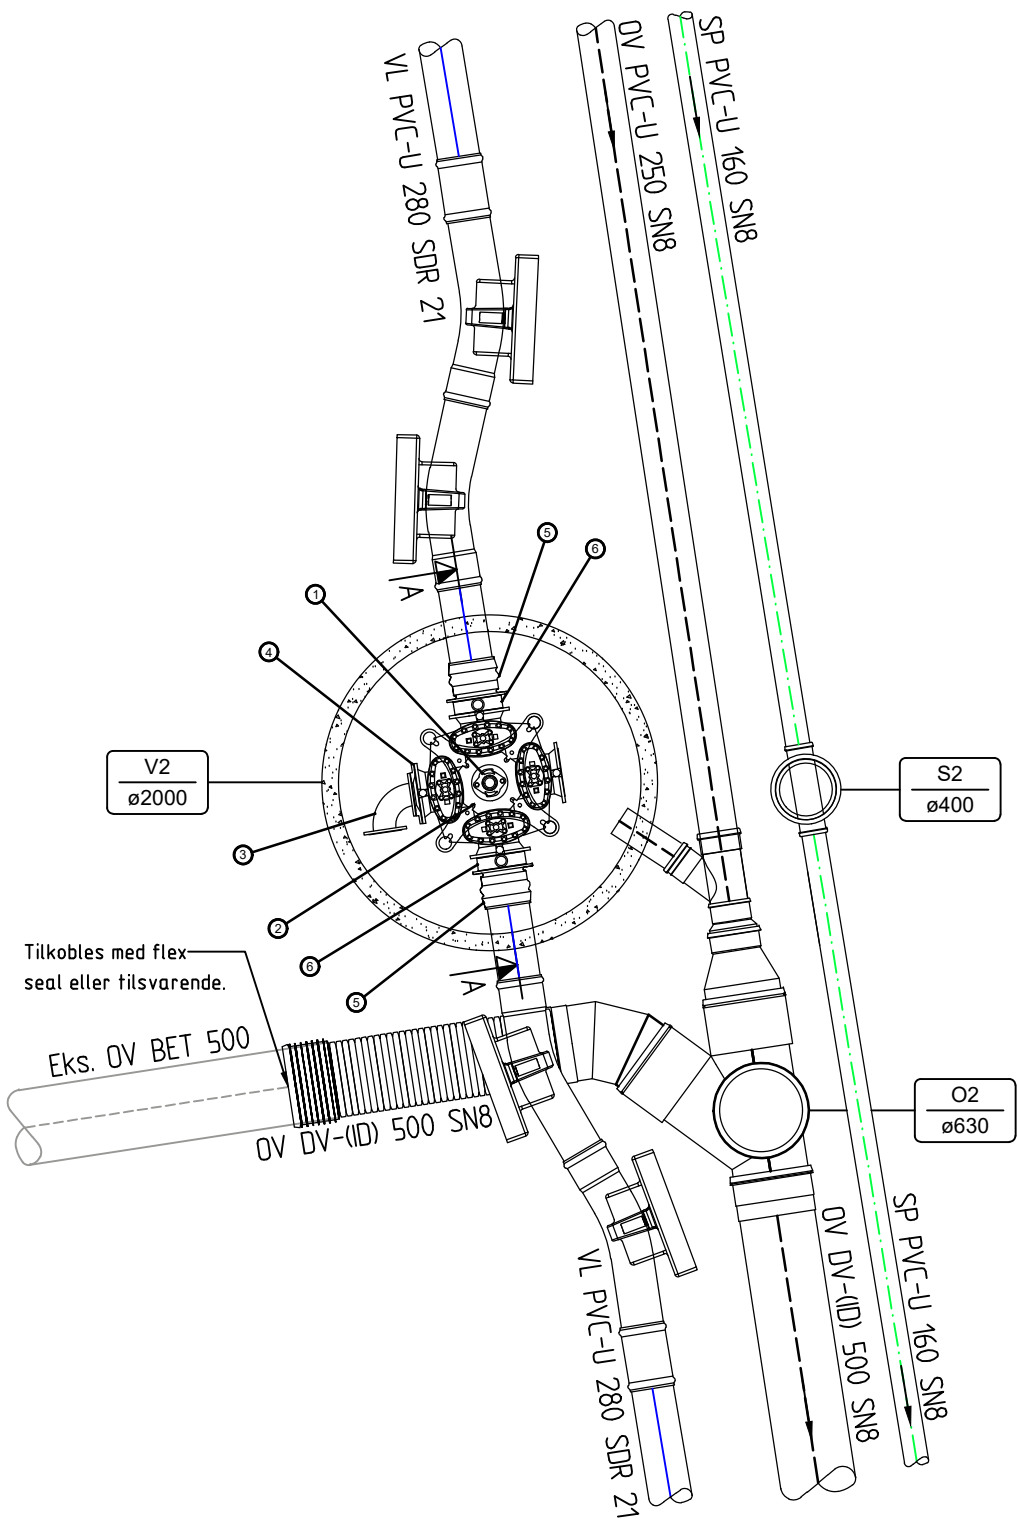 VL PVC-U 280 SDR 21
OV PVC-U 250 SN8
SP PVC-U 160 SN8
5
6
A
1
4
V2
ø2000
S2
ø400
3
2
6
5
A
Tilkobles med flex
seal eller tilsvarende.
Eks. OV BET 500
OV DV-(ID) 500 SN8
O2
ø630
VL PVC-U 280 SDR 21
OV DV-(ID) 500 SN8
SP PVC-U 160 SN8